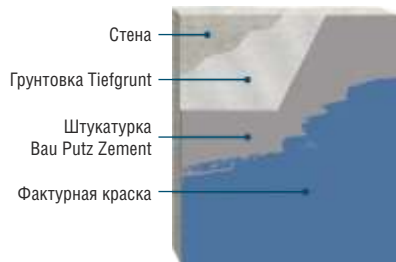 Стена
Грунтовка Tiefgrunt
Штукатурка
Bau Putz Zement
Фактурная краска